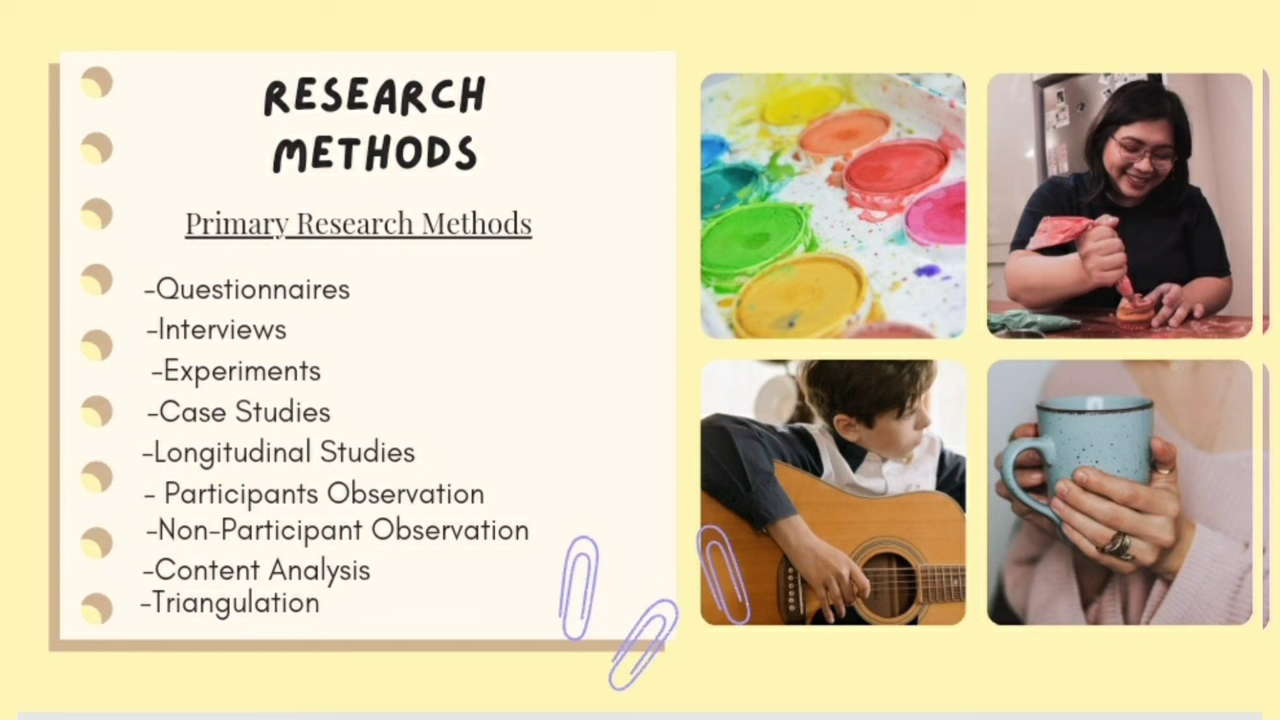 RESEARCH
METHODS
Primary Research Methods
-Questionnaires
-Interviews
-Experiments
-Case Studies
-Longitudinal Studies
- Participants Observation
-Non-Participant Observation
-Content Analysis
-Triangulation